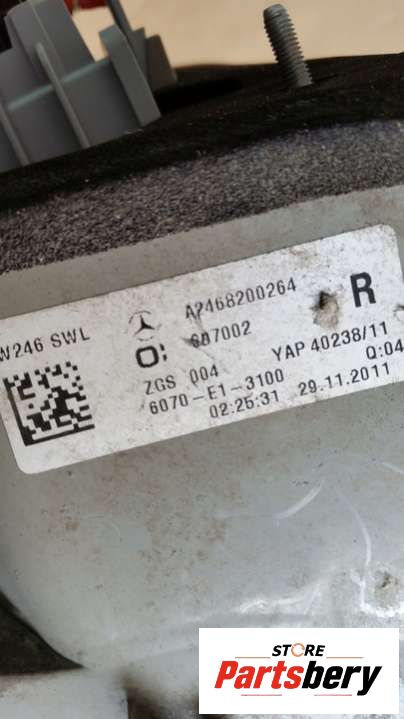 W246 SWL
A2468200264
R
O: 607002
YAP 40238/11
ZGS 004
Q:04
6070-E1-3100
02:25:31 29.11.2011
STORE
Partsbery